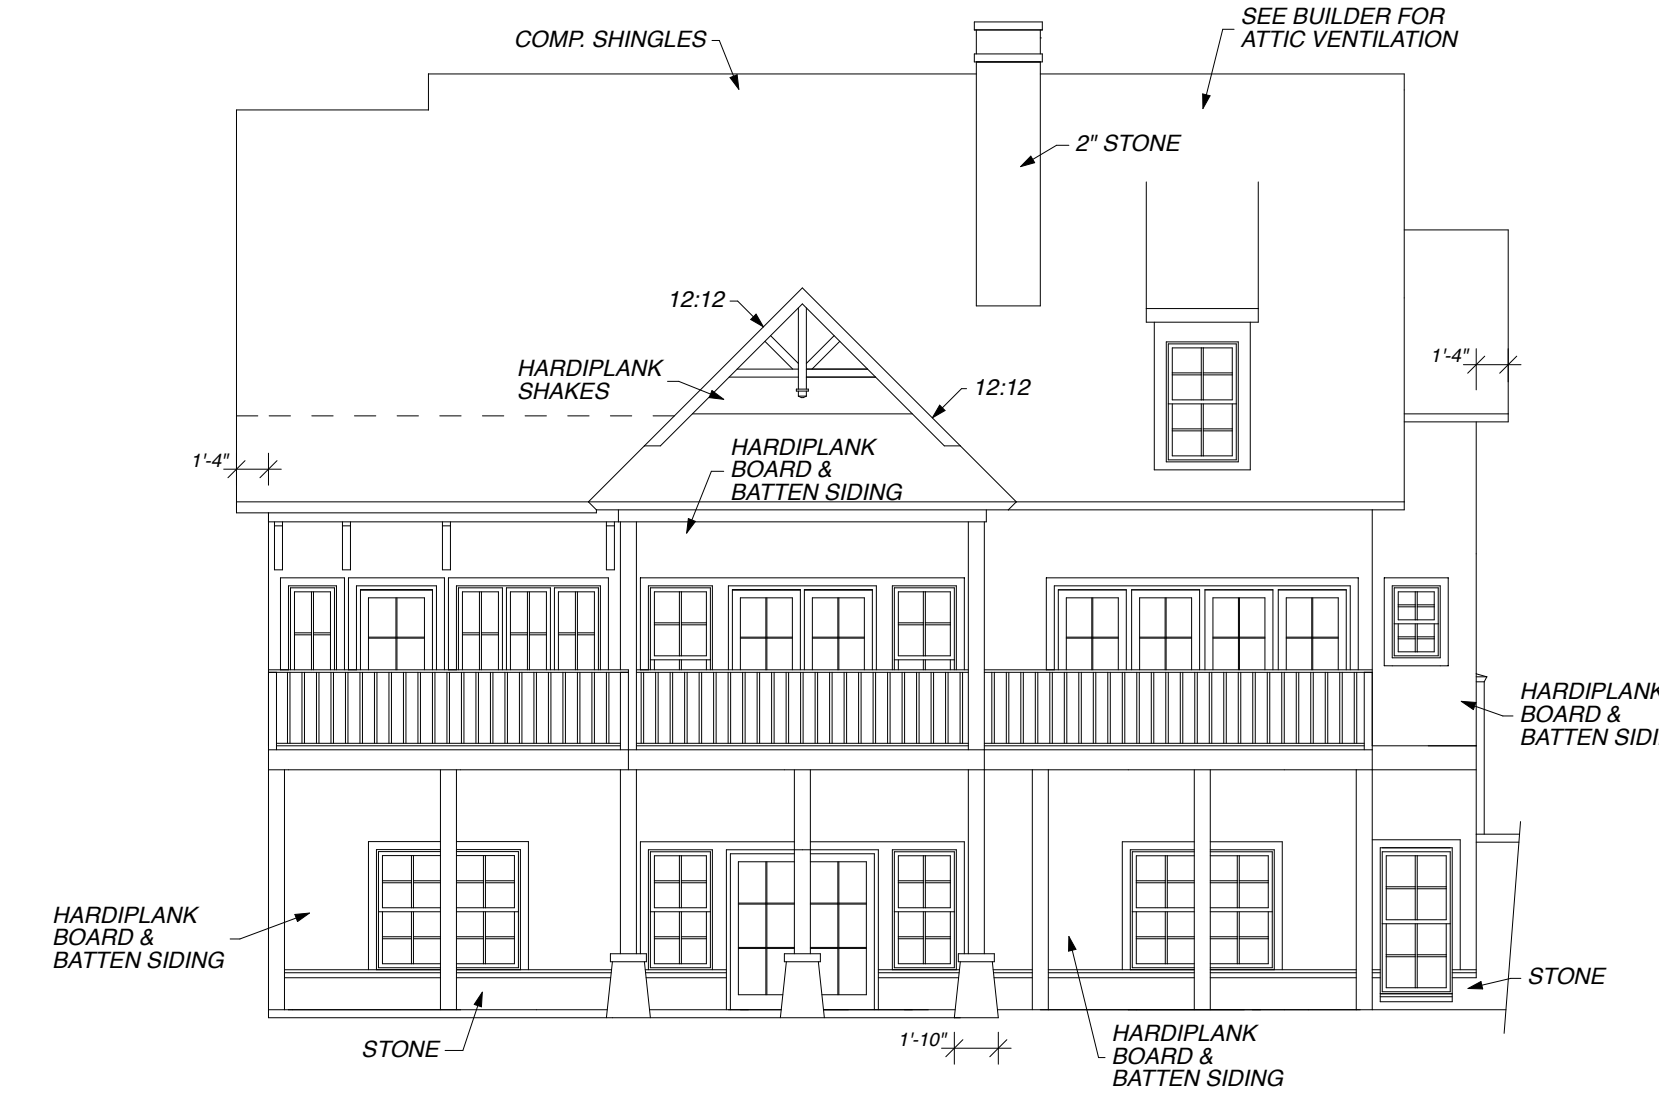 SEE BUILDER FOR
ATTIC VENTILATION
COMP. SHINGLES
2" STONE
12:12
HARDIPLANK
SHAKES
12:12
1'-4"
1'-4"
HARDIPLANK
BOARD &
BATTEN SIDING
HARDIPLANK
BOARD &
BATTEN SIDI
HARDIPLANK
BOARD &
BATTEN SIDING
STONE
STONE
1'-10"
HARDIPLANK
BOARD &
BATTEN SIDING